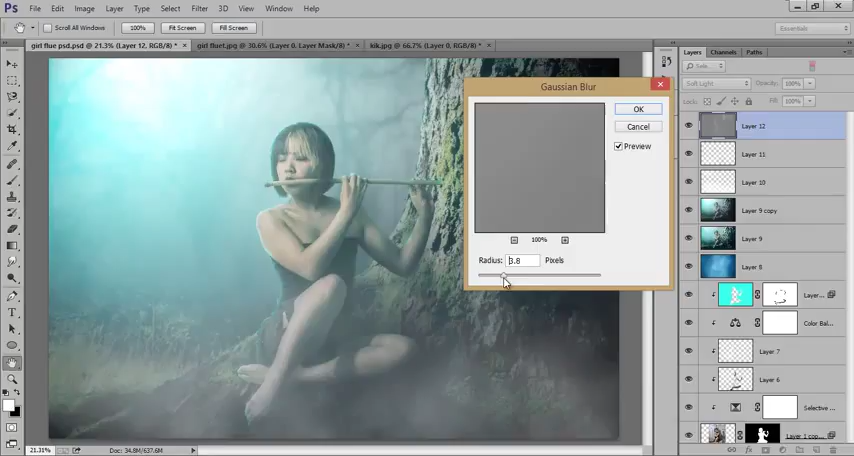 Ps File Edit Image Layer Type Select Filter 3D View Window Help
Scroll All Windows 100% Fit Screen Fill Screen Essentials
girl flue psd.psd @ 21.3% (Layer 12, RGB/8) * × girl fluet.jpg @ 30.6% (Layer 0, Layer Mask/8) * × kik.jpg @ 66.7% (Layer 0, RGB/8) * ×
Layers Channels Paths
Soft Light Opacity: 100%
Lock: Fill: 100%
Gaussian Blur
OK
Cancel
Preview
100%
Radius: 3.8 Pixels
Layer 12
Layer 11
Layer 10
Layer 9 copy
Layer 9
Layer 8
Layer...
Color Bal...
Layer 7
Layer 6
Selective ...
Layer 1 cop...
21.31% Doc: 34.8M/637.6M